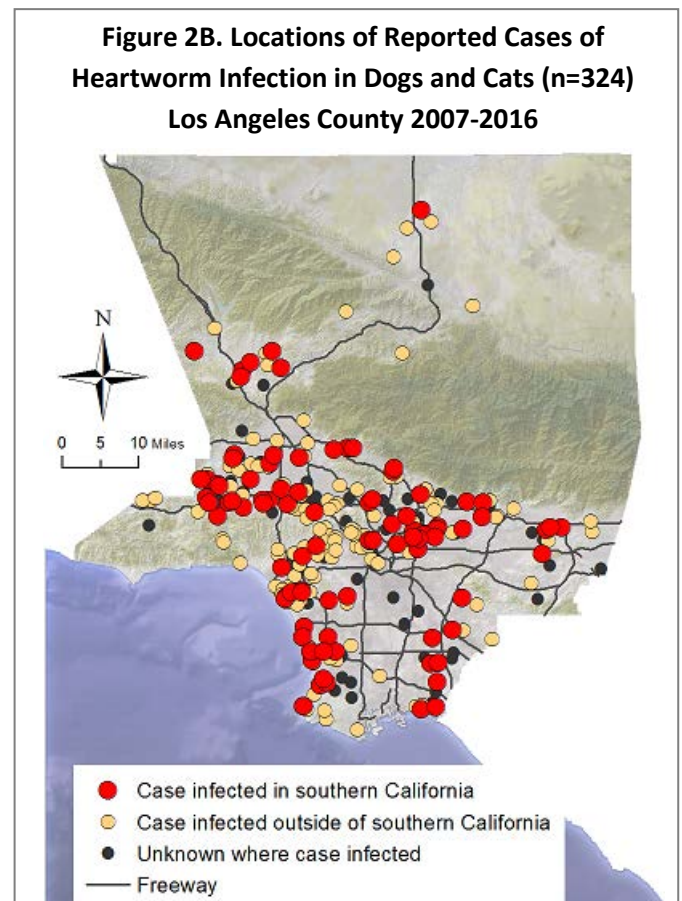 Figure 2B. Locations of Reported Cases of
Heartworm Infection in Dogs and Cats (n=324)
Los Angeles County 2007-2016
N
0 5 10 Miles
Case infected in southern California
Case infected outside of southern California
Unknown where case infected
Freeway